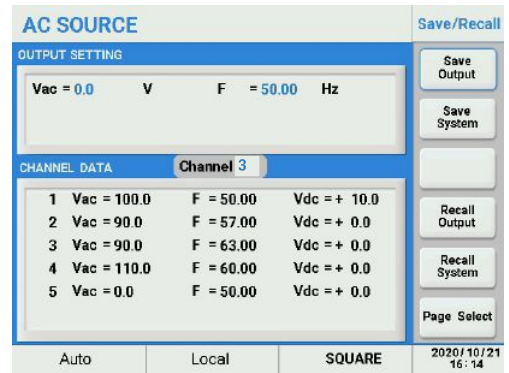 AC SOURCE
Save/Recall
OUTPUT SETTING
Vac = 0.0 V F = 50.00 Hz
Save
Output
Save
System
CHANNEL DATA Channel 3
1 Vac = 100.0 F = 50.00 Vdc = + 10.0
2 Vac = 90.0 F = 57.00 Vdc = + 0.0
3 Vac = 90.0 F = 63.00 Vdc = + 0.0
4 Vac = 110.0 F = 60.00 Vdc = + 0.0
5 Vac = 0.0 F = 50.00 Vdc = + 0.0
Recall
Output
Recall
System
Page Select
Auto Local SQUARE
2020/10/21
16:14